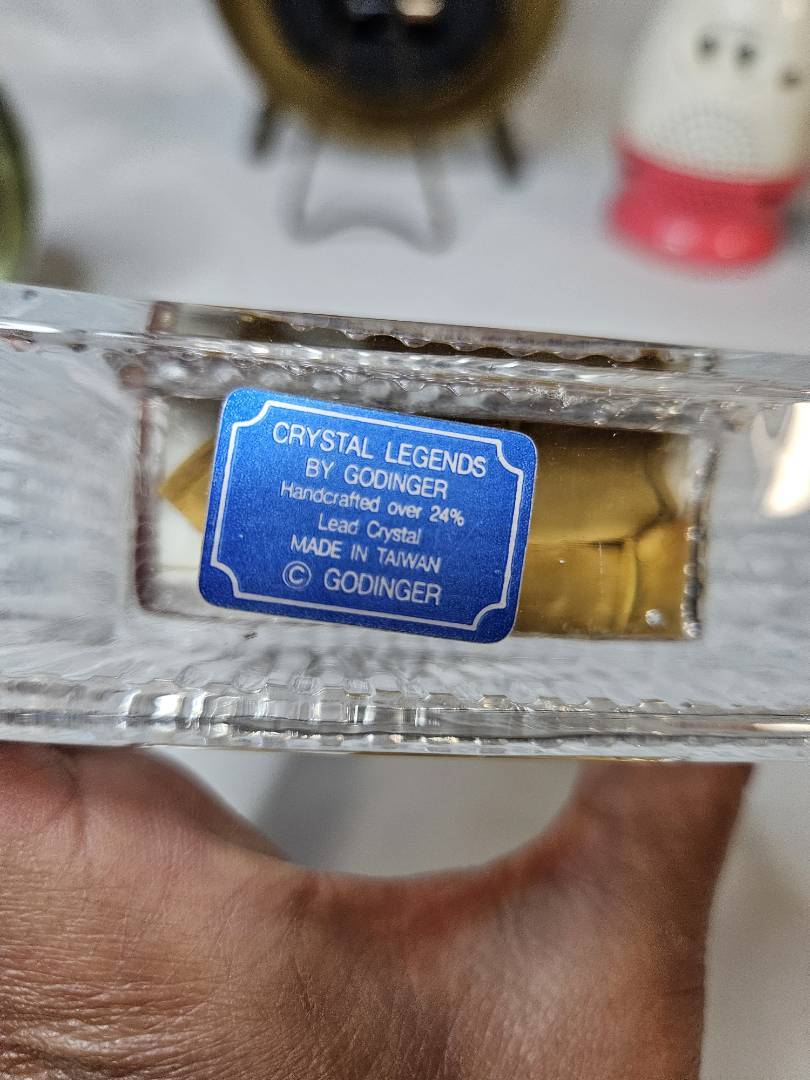 CRYSTAL LEGENDS
BY GODINGER
Handcrafted over 24%
Lead Crystal
MADE IN TAIWAN
© GODINGER